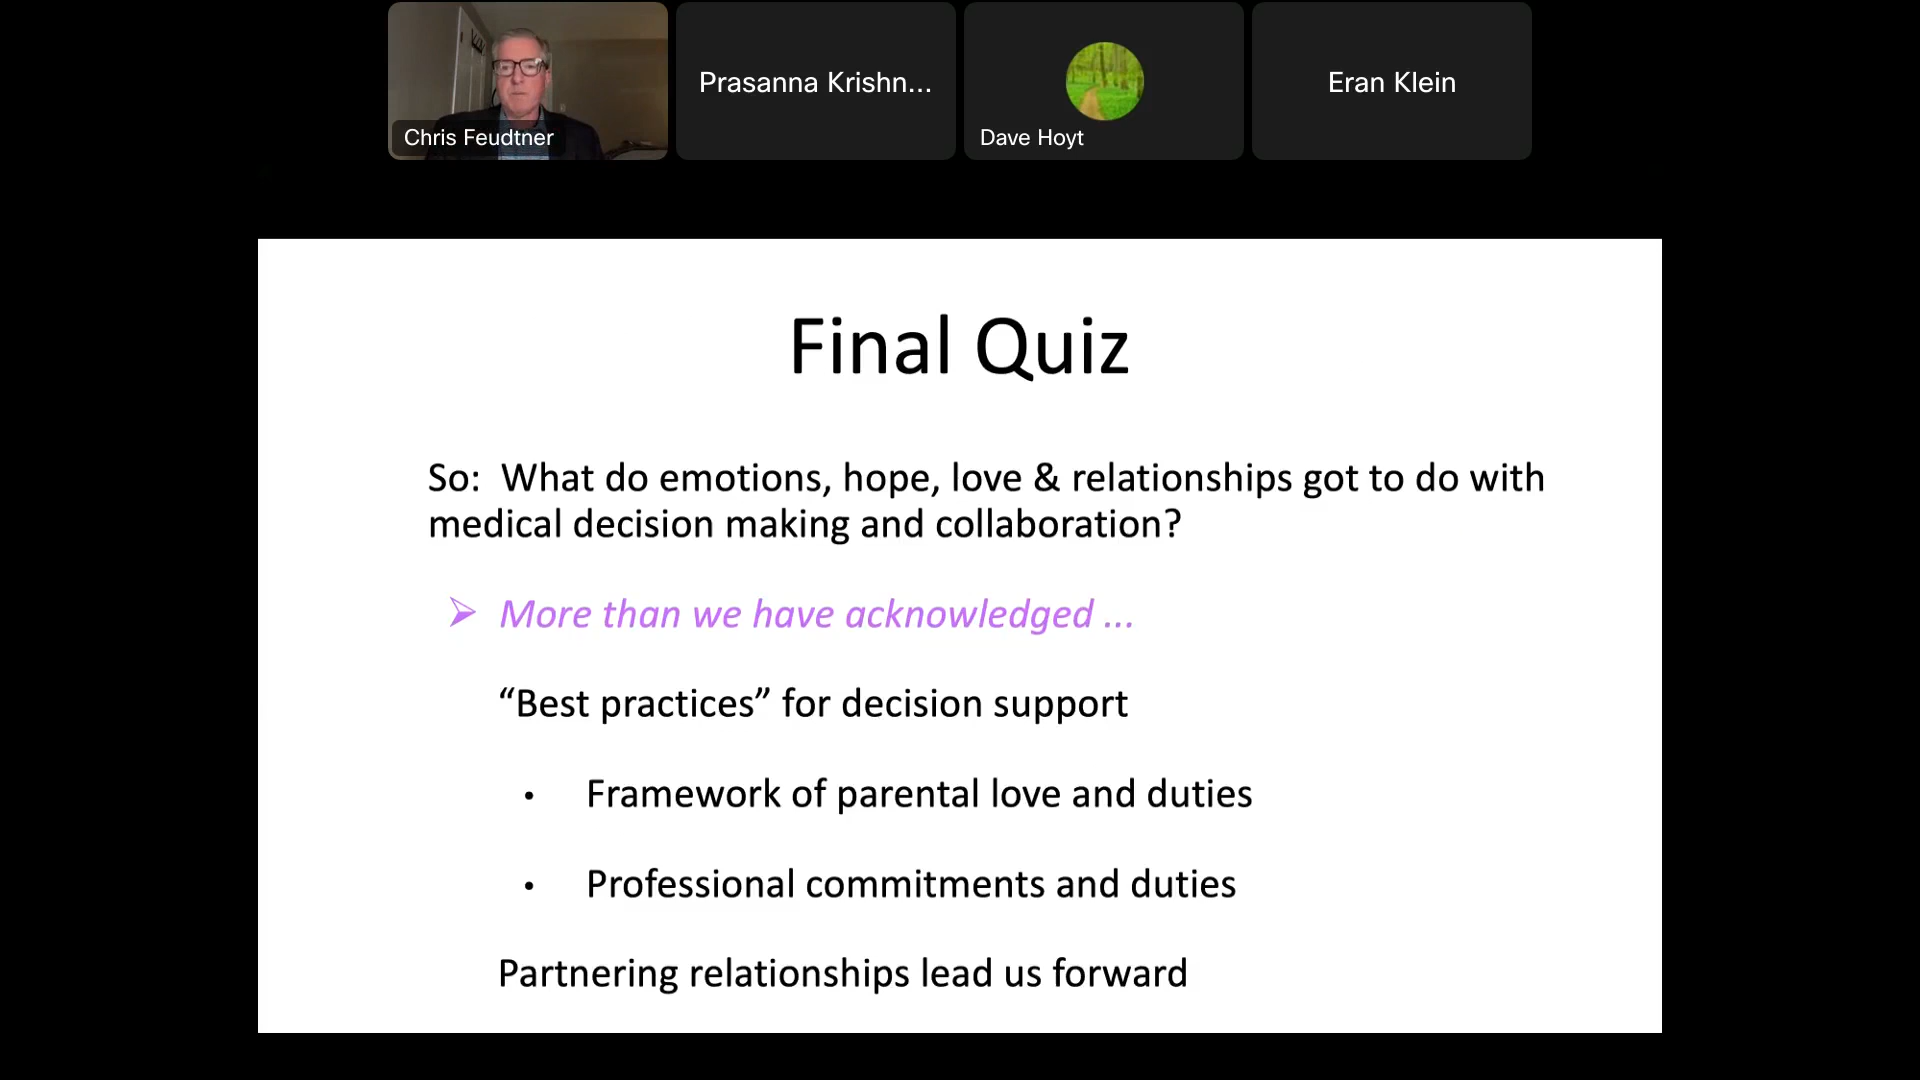 Chris Feudtner
Prasanna Krishn...
Dave Hoyt
Eran Klein
Final Quiz
So: What do emotions, hope, love & relationships got to do with
medical decision making and collaboration?
➢ More than we have acknowledged ...
“Best practices” for decision support
• Framework of parental love and duties
• Professional commitments and duties
Partnering relationships lead us forward